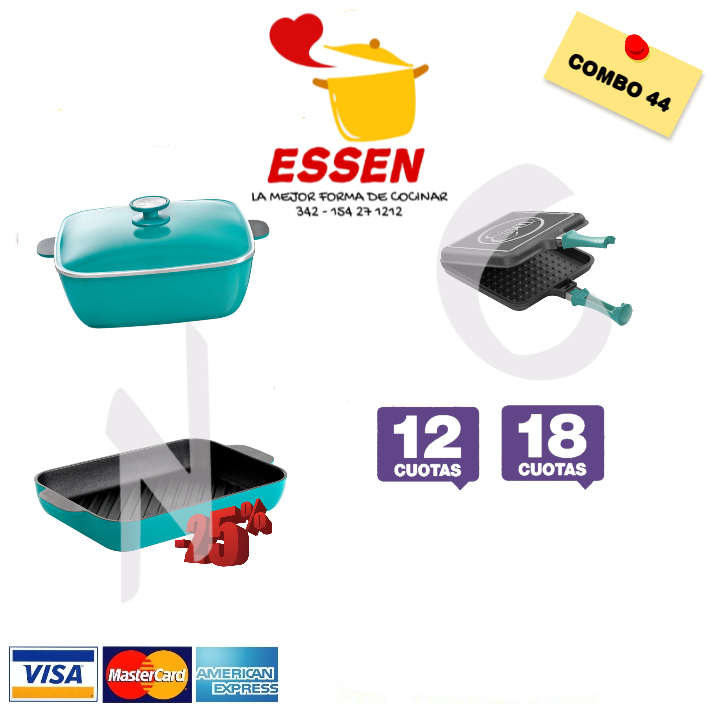 COMBO 44
ESSEN
LA MEJOR FORMA DE COCINAR
342 - 154 27 1212
Essen
C
N
12
CUOTAS
18
CUOTAS
-25%
VISA
MasterCard
AMERICAN
EXPRESS